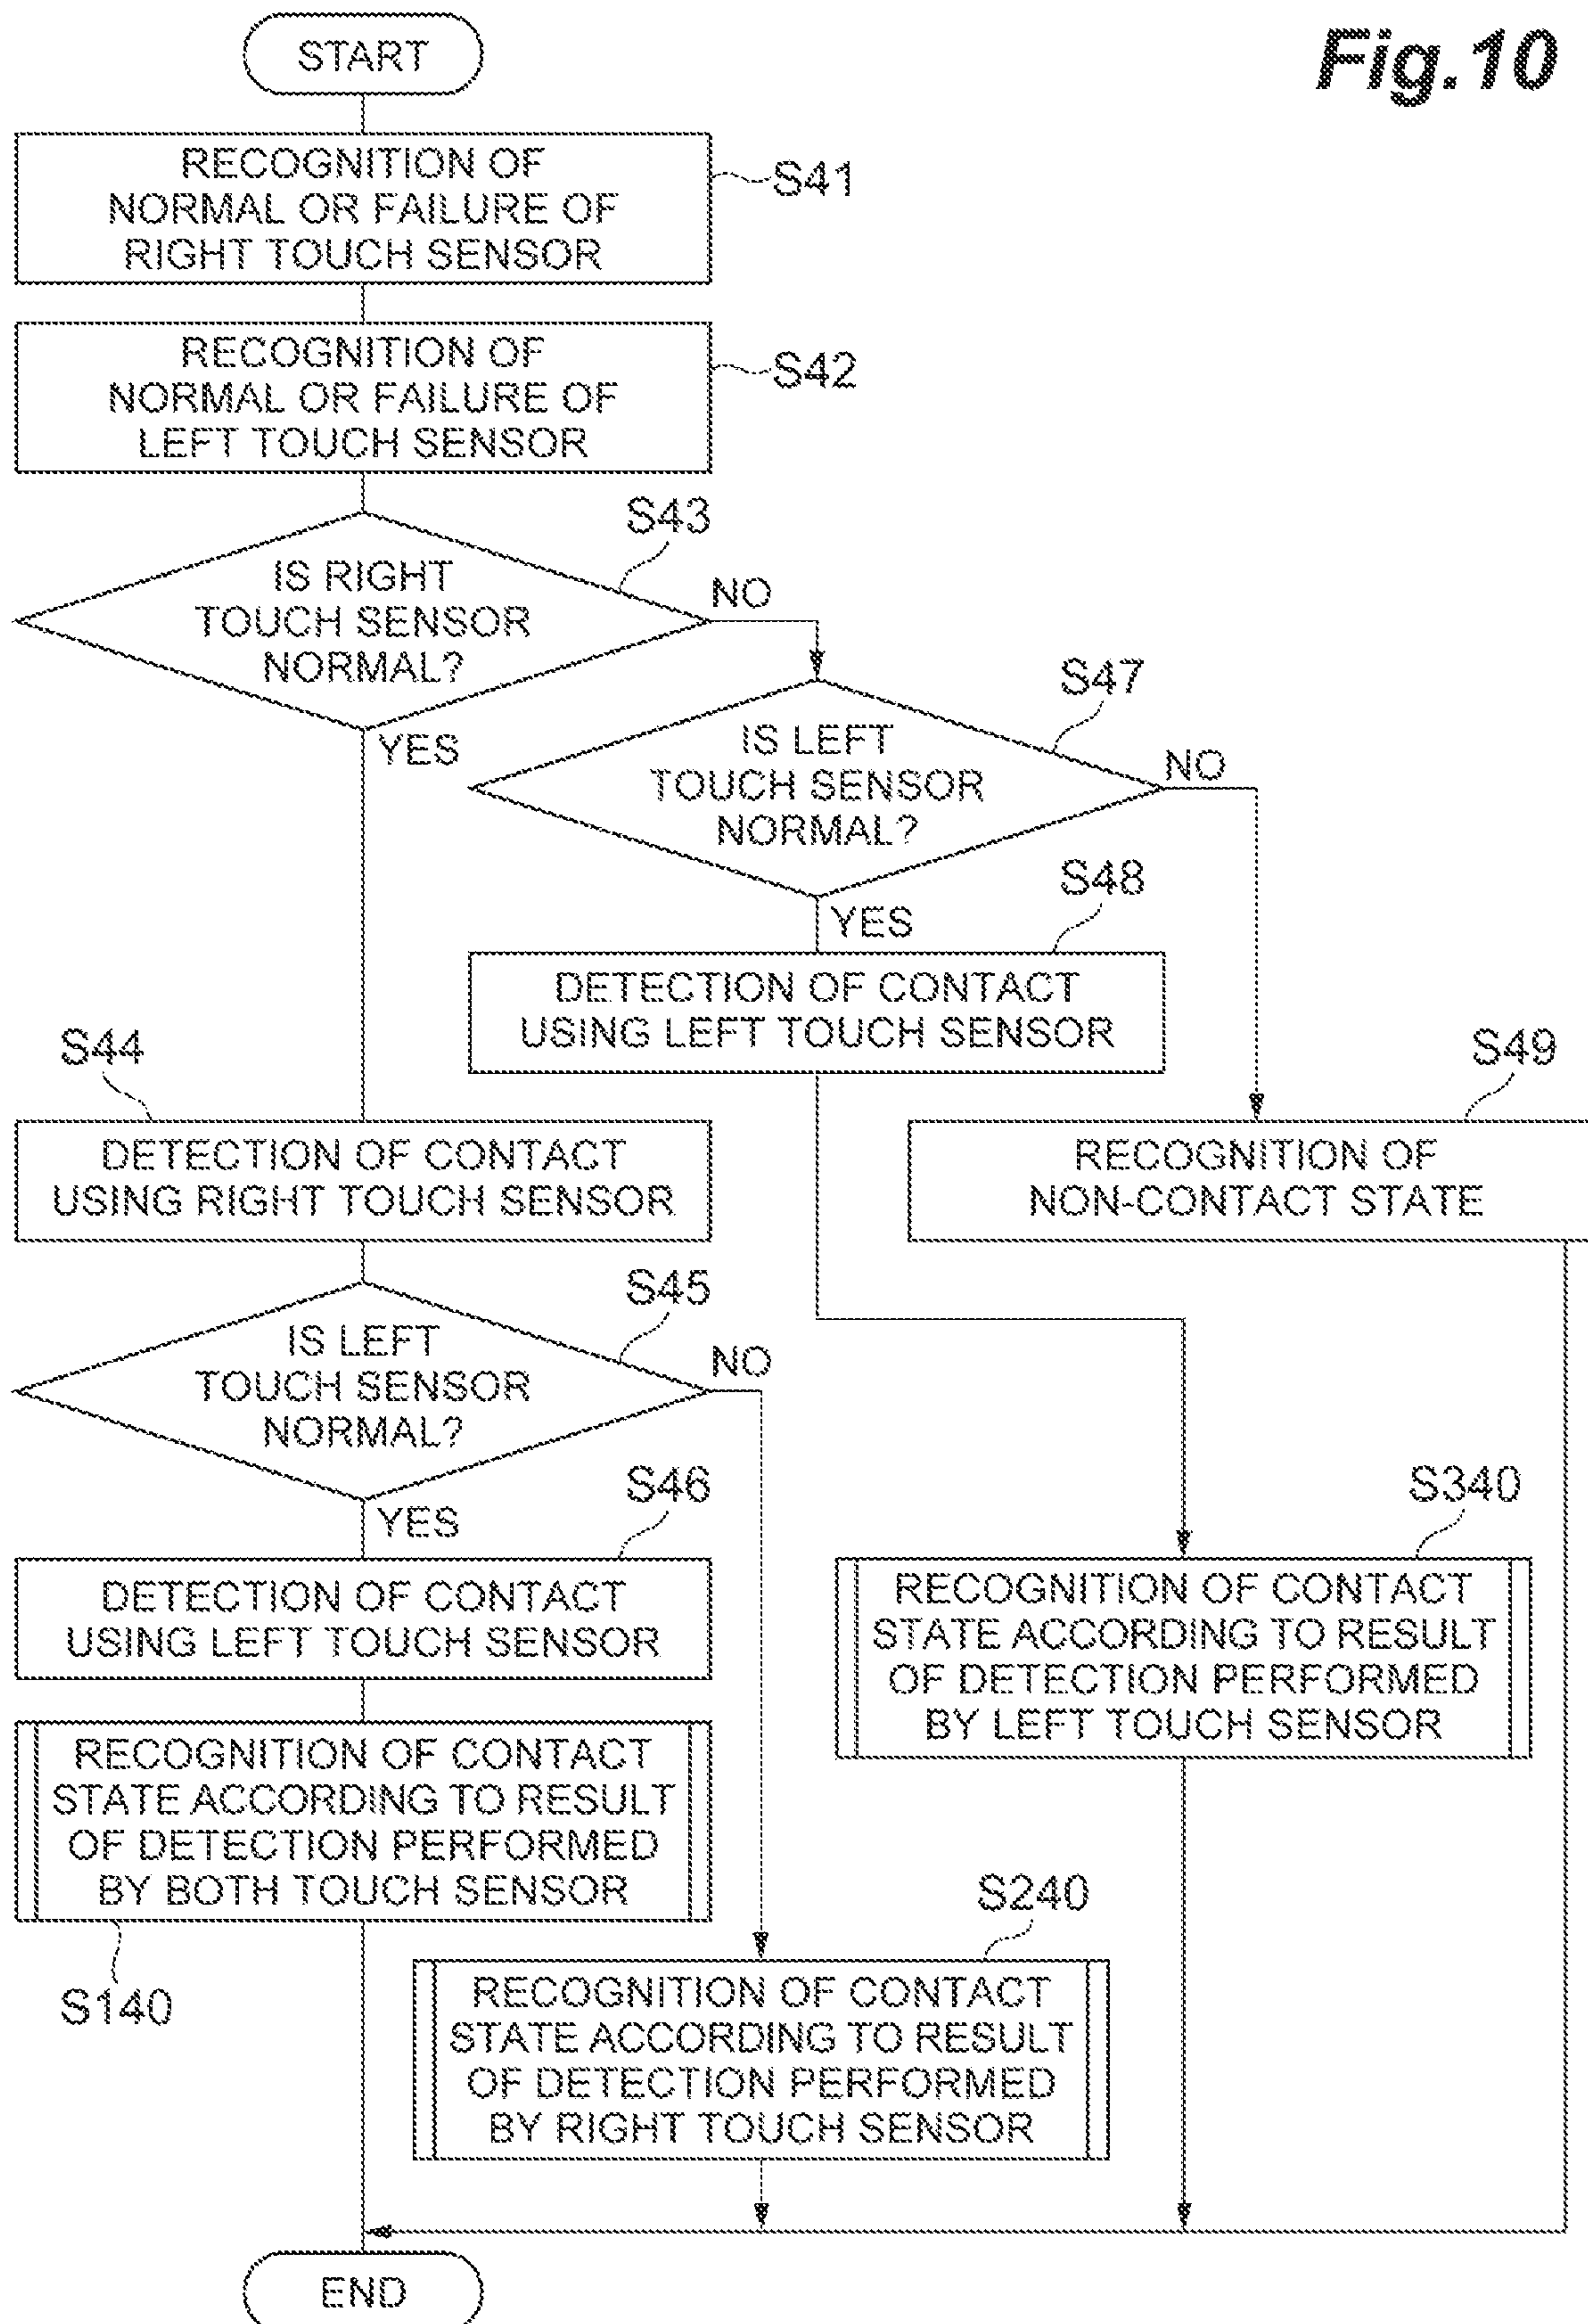 Fig.10
START
RECOGNITION OF
NORMAL OR FAILURE OF
RIGHT TOUCH SENSOR
S41
RECOGNITION OF
NORMAL OR FAILURE OF
LEFT TOUCH SENSOR
S42
S43
IS RIGHT
TOUCH SENSOR
NORMAL?
NO
YES
S47
IS LEFT
TOUCH SENSOR
NORMAL?
NO
YES
S48
DETECTION OF CONTACT
USING LEFT TOUCH SENSOR
S44
DETECTION OF CONTACT
USING RIGHT TOUCH SENSOR
S49
RECOGNITION OF
NON-CONTACT STATE
S45
IS LEFT
TOUCH SENSOR
NORMAL?
NO
YES
S46
DETECTION OF CONTACT
USING LEFT TOUCH SENSOR
S340
RECOGNITION OF CONTACT
STATE ACCORDING TO RESULT
OF DETECTION PERFORMED
BY LEFT TOUCH SENSOR
RECOGNITION OF CONTACT
STATE ACCORDING TO RESULT
OF DETECTION PERFORMED
BY BOTH TOUCH SENSOR
S140
S240
RECOGNITION OF CONTACT
STATE ACCORDING TO RESULT
OF DETECTION PERFORMED
BY RIGHT TOUCH SENSOR
END